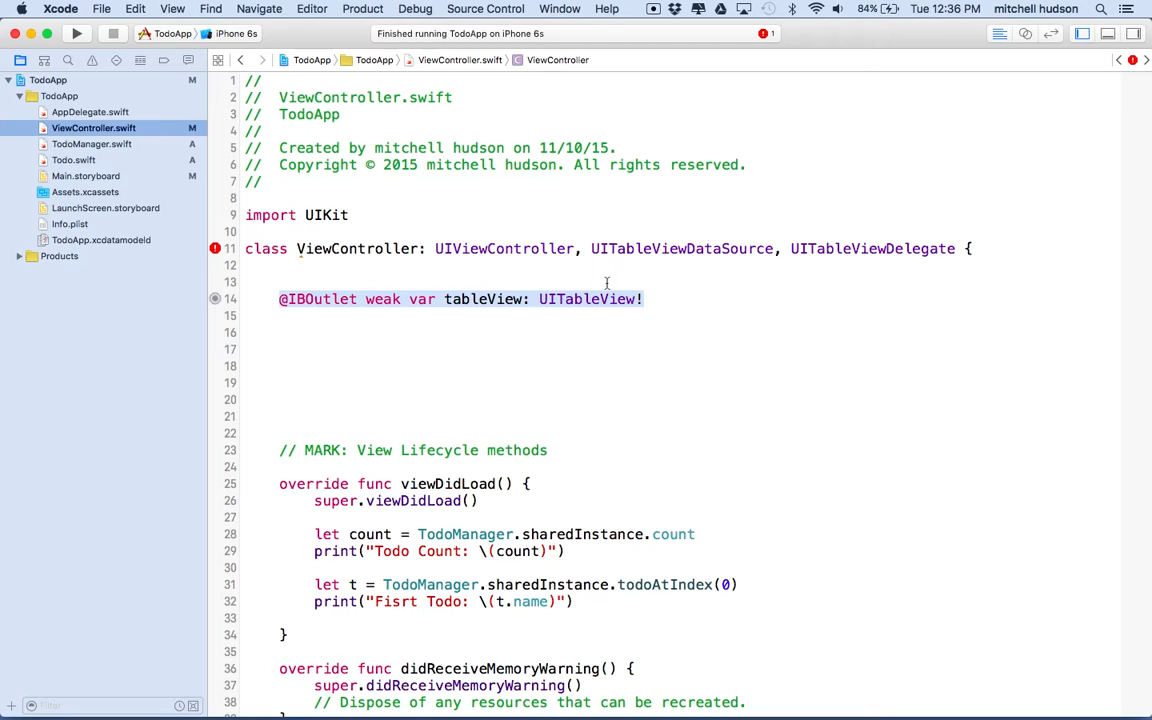 Xcode File Edit View Find Navigate Editor Product Debug Source Control Window Help 84% Tue 12:36 PM mitchell hudson
TodoApp iPhone 6s Finished running TodoApp on iPhone 6s 1
TodoApp TodoApp ViewController.swift C ViewController
TodoApp M
TodoApp
AppDelegate.swift
ViewController.swift M
TodoManager.swift A
Todo.swift A
Main.storyboard M
Assets.xcassets
LaunchScreen.storyboard
Info.plist
TodoApp.xcdatamodeld
Products
Filter
1 //
2 // ViewController.swift
3 // TodoApp
4 //
5 // Created by mitchell hudson on 11/10/15.
6 // Copyright © 2015 mitchell hudson. All rights reserved.
7 //
8
9 import UIKit
10
11 class ViewController: UIViewController, UITableViewDataSource, UITableViewDelegate {
12
13
14 @IBOutlet weak var tableView: UITableView!
15
16
17
18
19
20
21
22
23 // MARK: View Lifecycle methods
24
25 override func viewDidLoad() {
26 super.viewDidLoad()
27
28 let count = TodoManager.sharedInstance.count
29 print("Todo Count: \(count)")
30
31 let t = TodoManager.sharedInstance.todoAtIndex(0)
32 print("Fisrt Todo: \(t.name)")
33
34 }
35
36 override func didReceiveMemoryWarning() {
37 super.didReceiveMemoryWarning()
38 // Dispose of any resources that can be recreated.